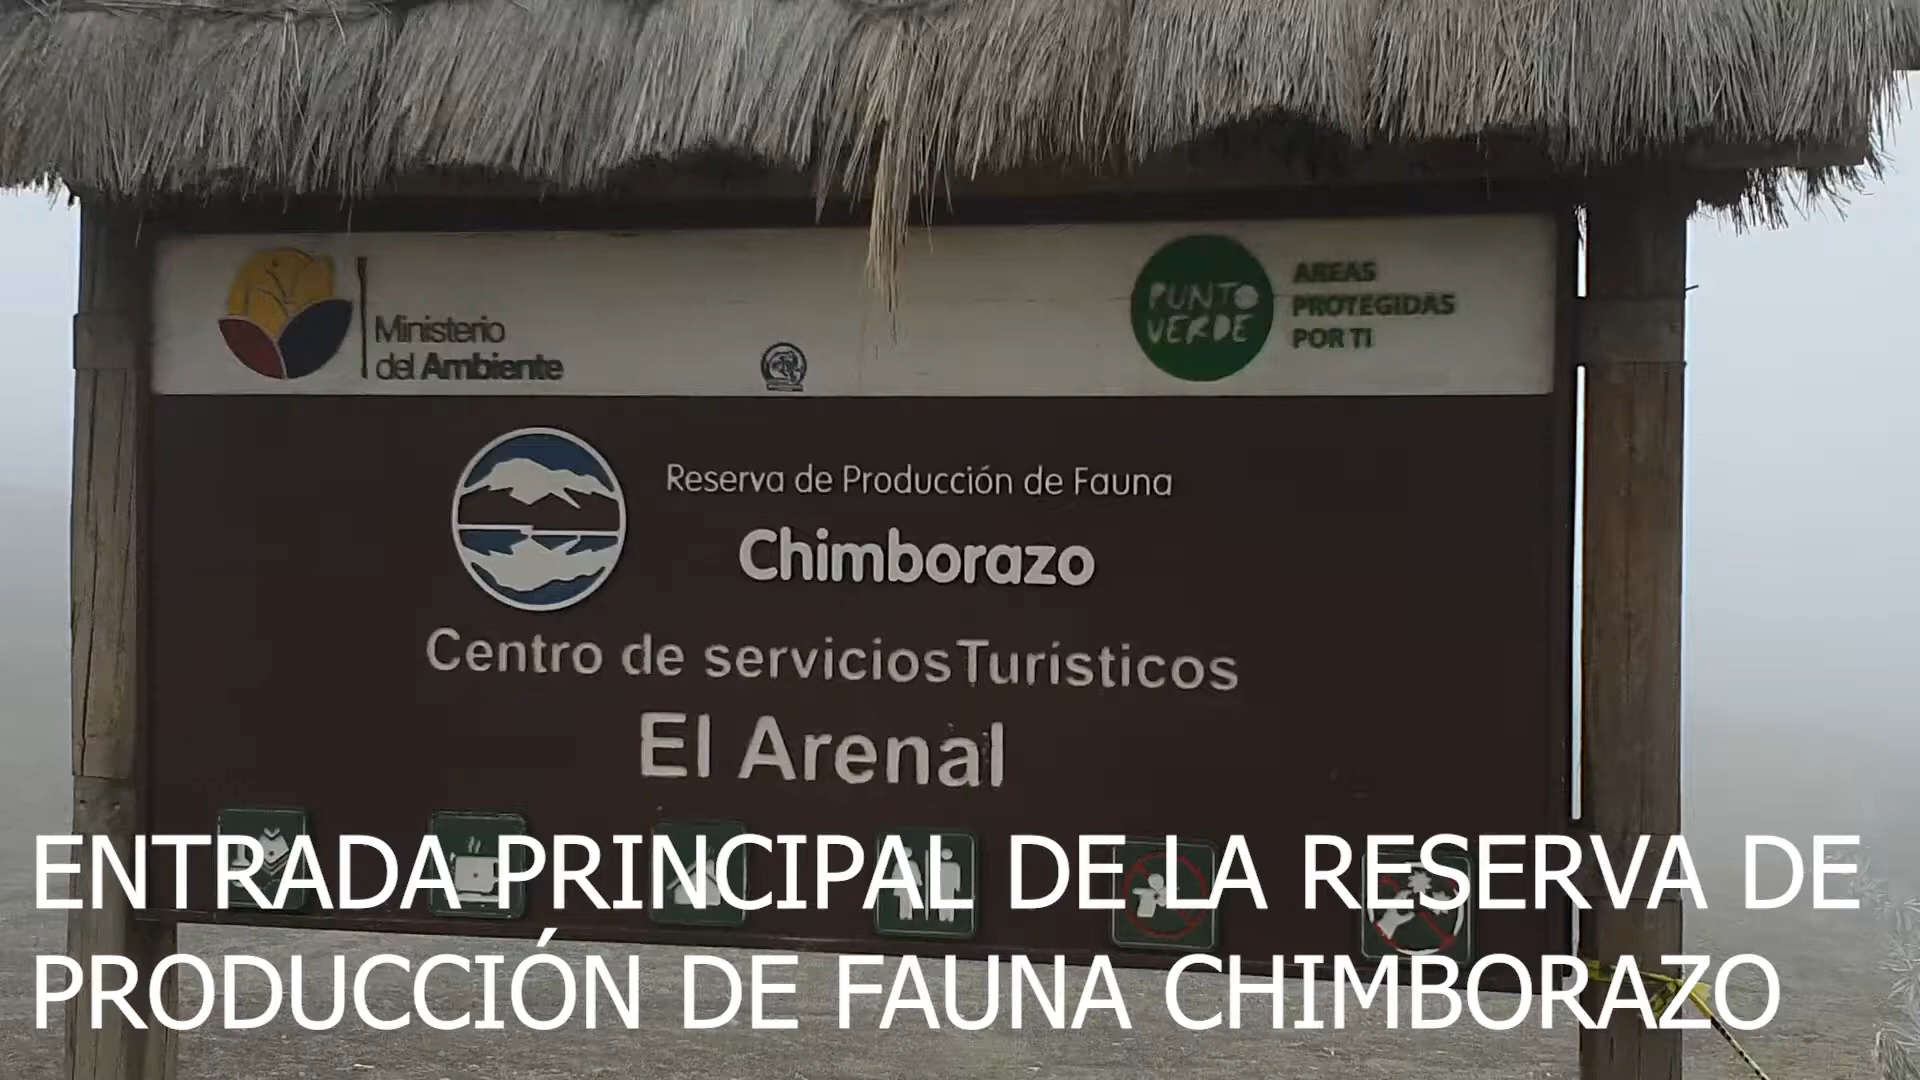 Ministerio
del Ambiente
PUNTO
VERDE
AREAS
PROTEGIDAS
POR TI
Reserva de Producción de Fauna
Chimborazo
Centro de servicios Turísticos
El Arenal
ENTRADA PRINCIPAL DE LA RESERVA DE
PRODUCCIÓN DE FAUNA CHIMBORAZO